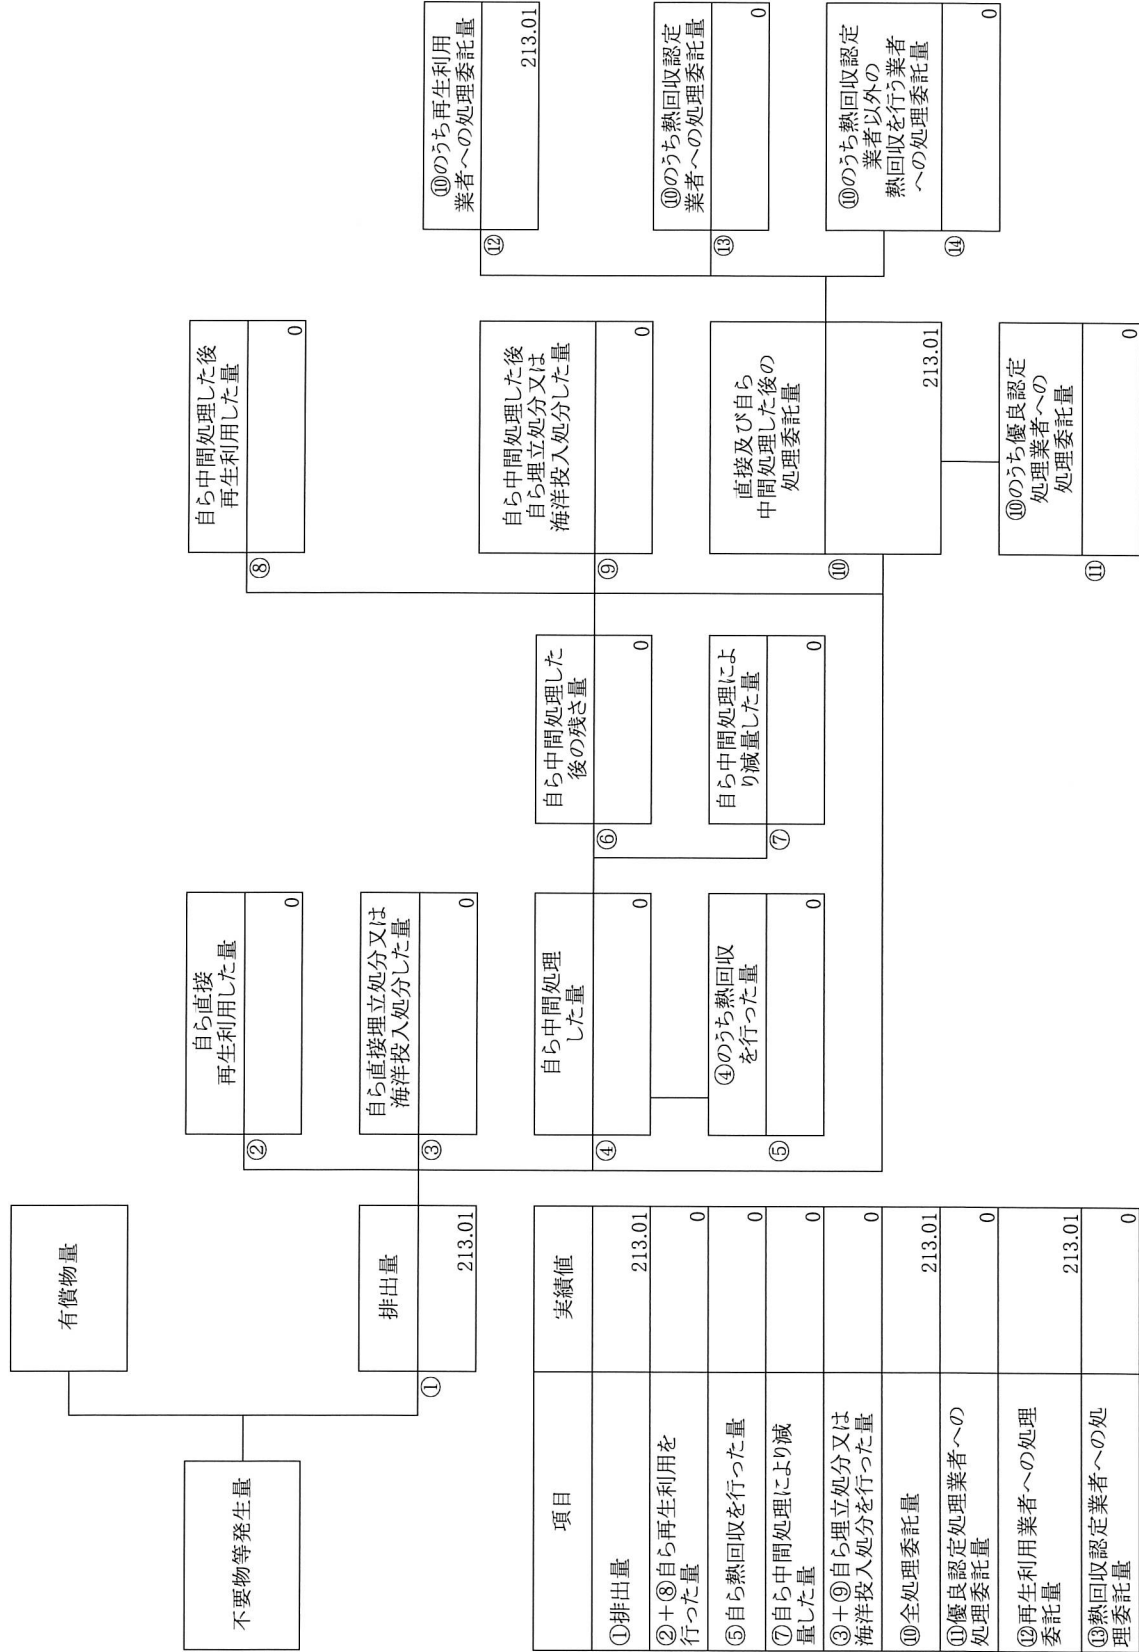 不要物等発生量
有償物量
①
排出量
213.01
②
自ら直接
再生利用した量
0
③
自ら直接埋立処分又は
海洋投入処分した量
0
④
自ら中間処理
した量
0
⑤
④のうち熱回収
を行った量
0
⑥
自ら中間処理した
後の残さ量
0
⑦
自ら中間処理によ
り減量した量
0
⑧
自ら中間処理した後
再生利用した量
0
⑨
自ら中間処理した後
自ら埋立処分又は
海洋投入処分した量
0
⑩
直接及び自ら
中間処理した後の
処理委託量
213.01
⑪
⑩のうち優良認定
処理業者への
処理委託量
0
⑫
⑩のうち再生利用
業者への処理委託量
213.01
⑬
⑩のうち熱回収認定
業者への処理委託量
0
⑭
⑩のうち熱回収認定
業者以外の
熱回収を行う業者
への処理委託量
0
項目
実績値
①排出量
213.01
②+⑧自ら再生利用を
行った量
0
⑤自ら熱回収を行った量
0
⑦自ら中間処理により減
量した量
0
③+⑨自ら埋立処分又は
海洋投入処分を行った量
0
⑩全処理委託量
213.01
⑪優良認定処理業者への
処理委託量
0
⑫再生利用業者への処理
委託量
213.01
⑬熱回収認定業者への処
理委託量
0